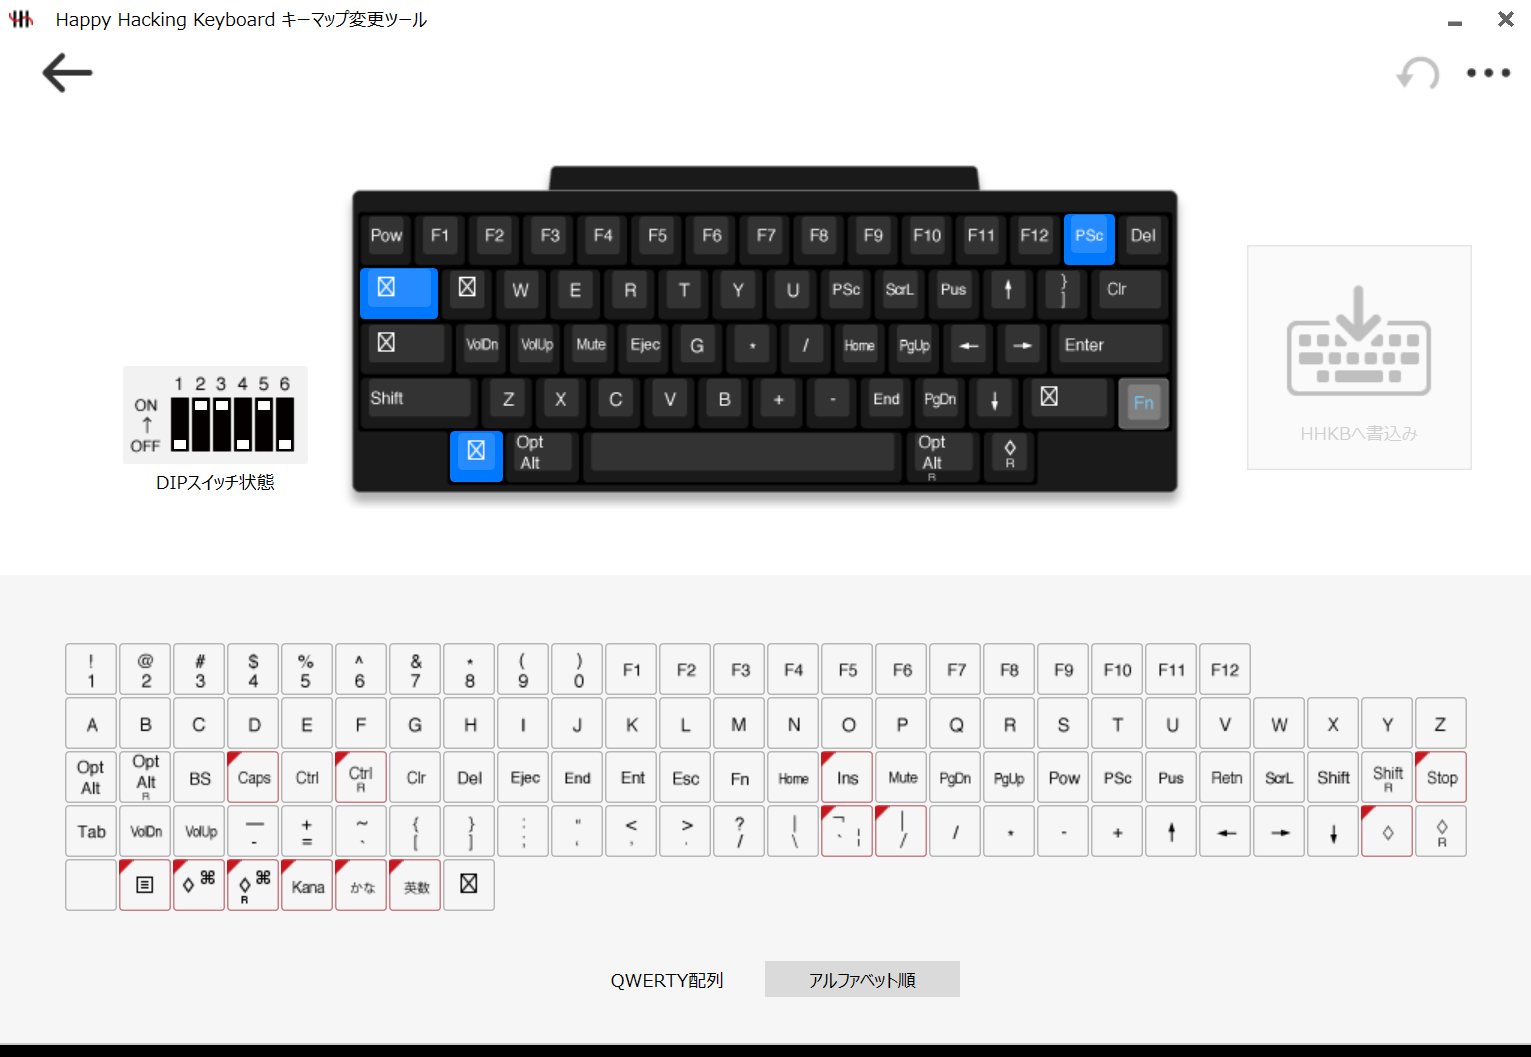 Happy Hacking Keyboard キーマップ変更ツール
Pow F1 F2 F3 F4 F5 F6 F7 F8 F9 F10 F11 F12 PSc Del
W E R T Y U PSc ScrL Pus ↑ } ] Clr
VolDn VolUp Mute Ejec G * / Home PgUp ← → Enter
Shift Z X C V B + - End PgDn ↓ Fn
Opt Alt Opt Alt R ◇ R
1 2 3 4 5 6
ON
↑
OFF
DIPスイッチ状態
HHKBへ書込み
! 1 @ 2 # 3 $ 4 % 5 ^ 6 & 7 * 8 ( 9 ) 0 F1 F2 F3 F4 F5 F6 F7 F8 F9 F10 F11 F12
A B C D E F G H I J K L M N O P Q R S T U V W X Y Z
Opt Alt Opt Alt R BS Caps Ctrl Ctrl R Clr Del Ejec End Ent Esc Fn Home Ins Mute PgDn PgUp Pow PSc Pus Retn ScrL Shift Shift R Stop
Tab VolDn VolUp — - + = ~ ` { [ } ] : ; " ' < , > . ? / | \ ¬ ` ¦ | / / * - + ↑ ← → ↓ ◇ ◇ R
◇ ⌘ ◇ ⌘ R Kana かな 英数
QWERTY配列 アルファベット順